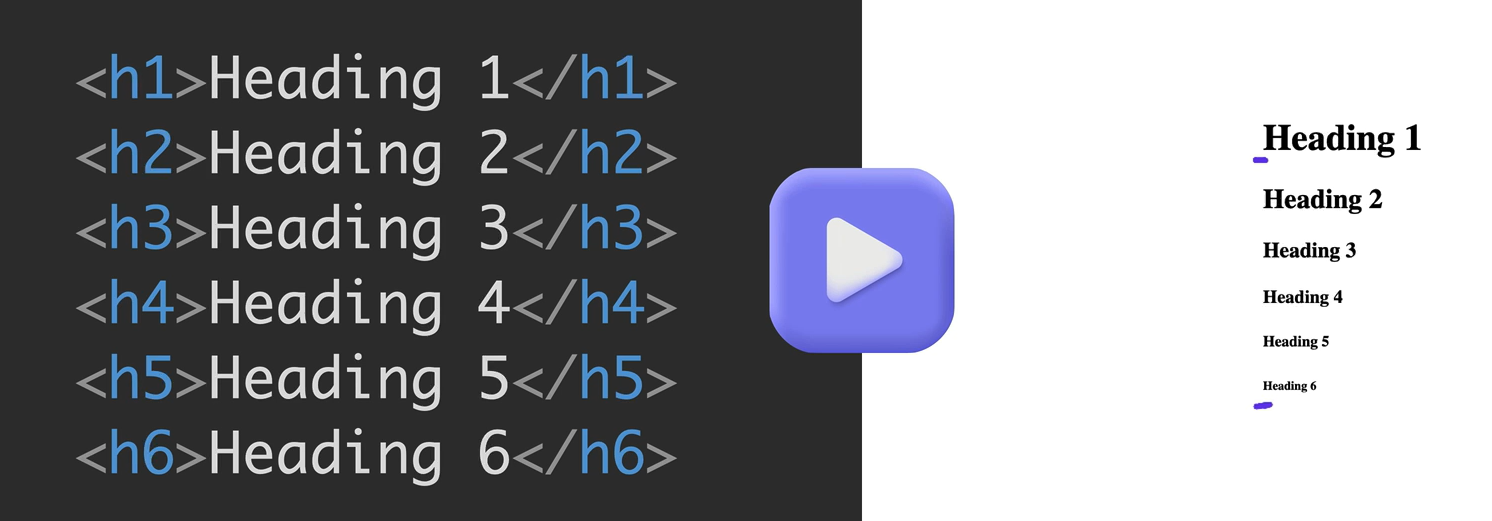 <h1>Heading 1</h1>
<h2>Heading 2</h2>
<h3>Heading 3</h3>
<h4>Heading 4</h4>
<h5>Heading 5</h5>
<h6>Heading 6</h6>
Heading 1
Heading 2
Heading 3
Heading 4
Heading 5
Heading 6